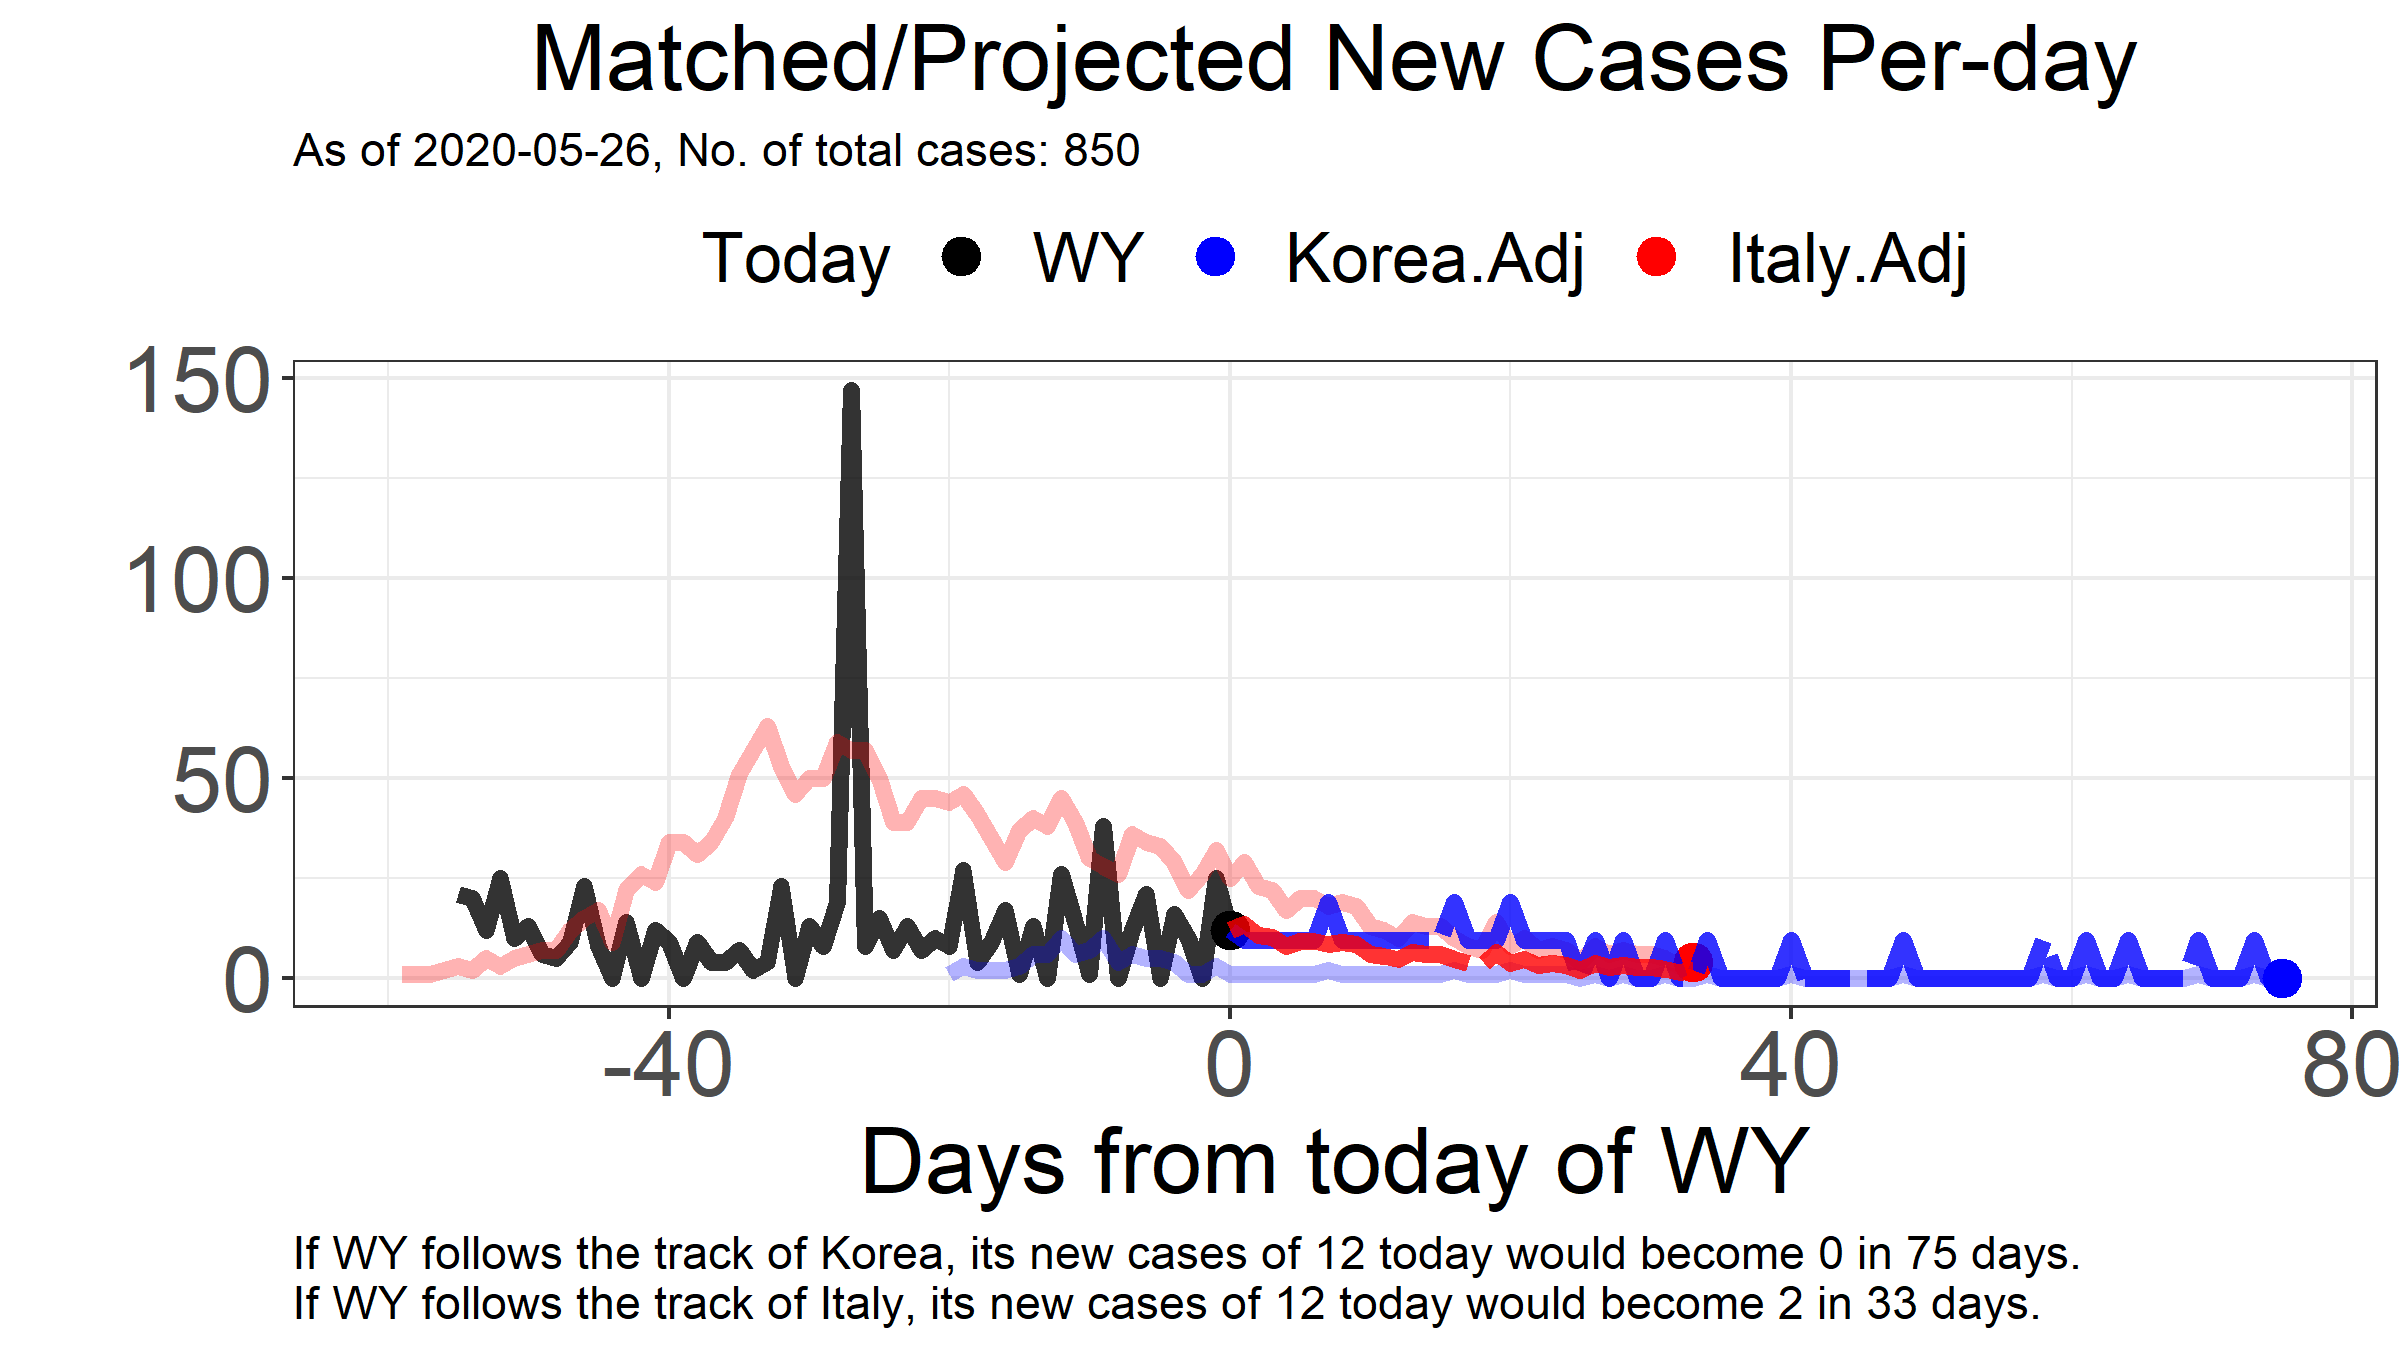 Matched/Projected New Cases Per-day
As of 2020-05-26, No. of total cases: 850
Today WY Korea.Adj Italy.Adj
150
100
50
0
-40 0 40 80
Days from today of WY
If WY follows the track of Korea, its new cases of 12 today would become 0 in 75 days.
If WY follows the track of Italy, its new cases of 12 today would become 2 in 33 days.